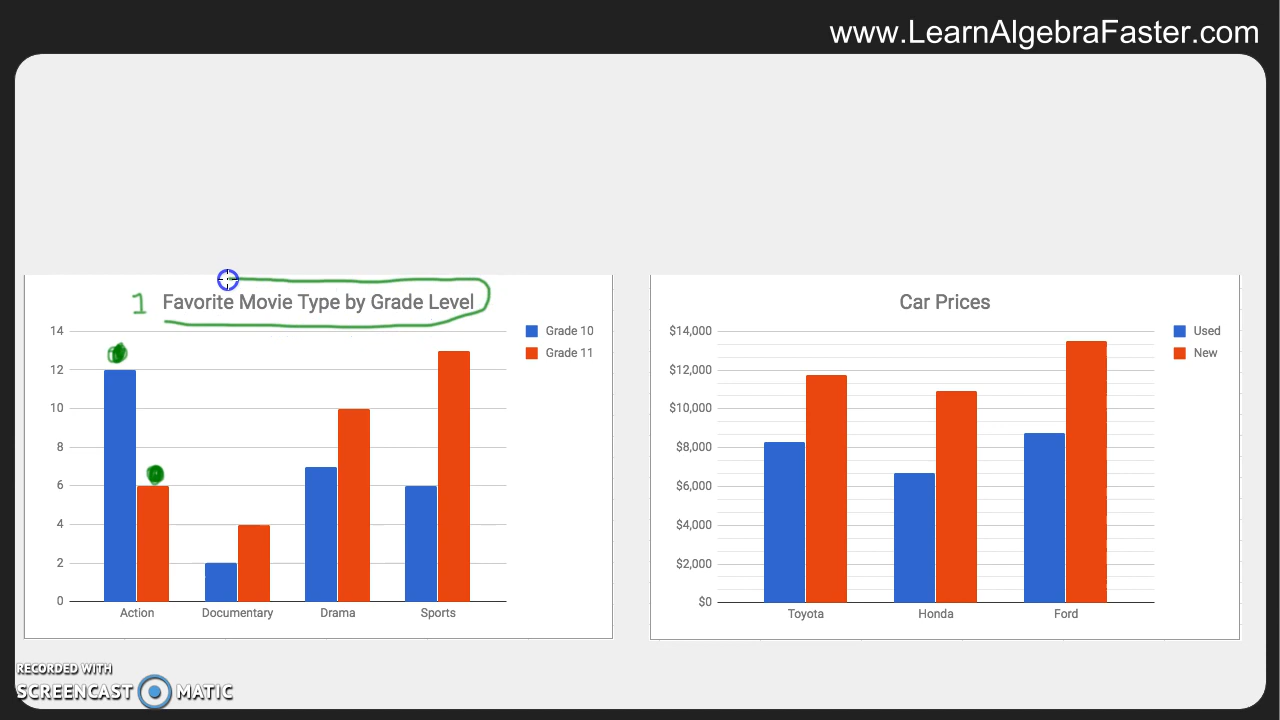 www.LearnAlgebraFaster.com
1 Favorite Movie Type by Grade Level
Grade 10
Grade 11
14
12
10
8
6
4
2
0
Action Documentary Drama Sports
Car Prices
Used
New
$14,000
$12,000
$10,000
$8,000
$6,000
$4,000
$2,000
$0
Toyota Honda Ford
RECORDED WITH
SCREENCAST MATIC